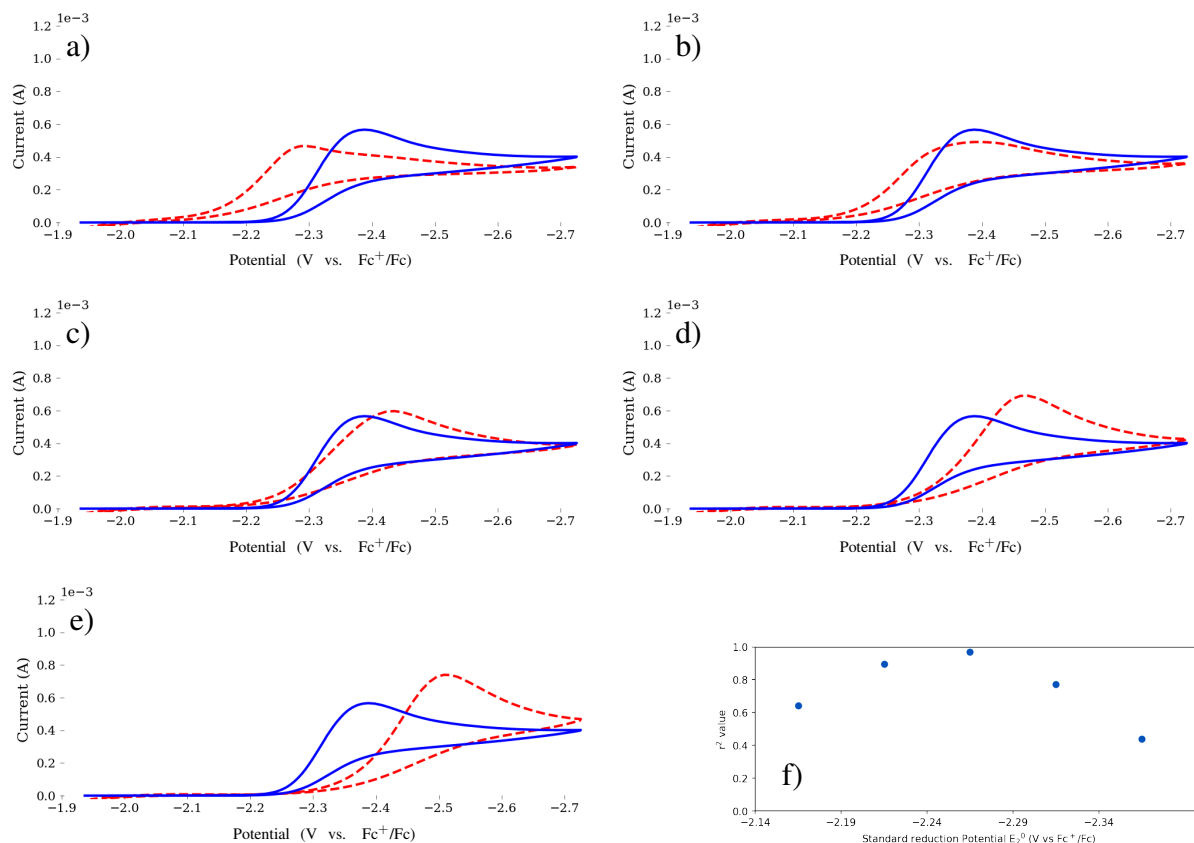 1e−3
a)
1.2
1.0
0.8
0.6
0.4
0.2
0.0
Current (A)
−1.9 −2.0 −2.1 −2.2 −2.3 −2.4 −2.5 −2.6 −2.7
Potential (V vs. Fc⁺/Fc)
1e−3
b)
1.2
1.0
0.8
0.6
0.4
0.2
0.0
Current (A)
−1.9 −2.0 −2.1 −2.2 −2.3 −2.4 −2.5 −2.6 −2.7
Potential (V vs. Fc⁺/Fc)
1e−3
c)
1.2
1.0
0.8
0.6
0.4
0.2
0.0
Current (A)
−1.9 −2.0 −2.1 −2.2 −2.3 −2.4 −2.5 −2.6 −2.7
Potential (V vs. Fc⁺/Fc)
1e−3
d)
1.2
1.0
0.8
0.6
0.4
0.2
0.0
Current (A)
−1.9 −2.0 −2.1 −2.2 −2.3 −2.4 −2.5 −2.6 −2.7
Potential (V vs. Fc⁺/Fc)
1e−3
e)
1.2
1.0
0.8
0.6
0.4
0.2
0.0
Current (A)
−1.9 −2.0 −2.1 −2.2 −2.3 −2.4 −2.5 −2.6 −2.7
Potential (V vs. Fc⁺/Fc)
1.0
0.8
0.6
0.4
0.2
0.0
r² value
f)
−2.14 −2.19 −2.24 −2.29 −2.34
Standard reduction Potential E₂⁰ (V vs Fc⁺/Fc)